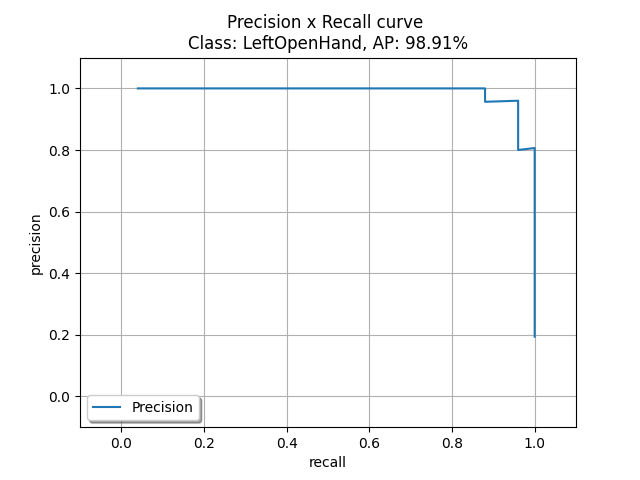 Precision x Recall curve
Class: LeftOpenHand, AP: 98.91%
precision
1.0
0.8
0.6
0.4
0.2
0.0
Precision
0.0 0.2 0.4 0.6 0.8 1.0
recall